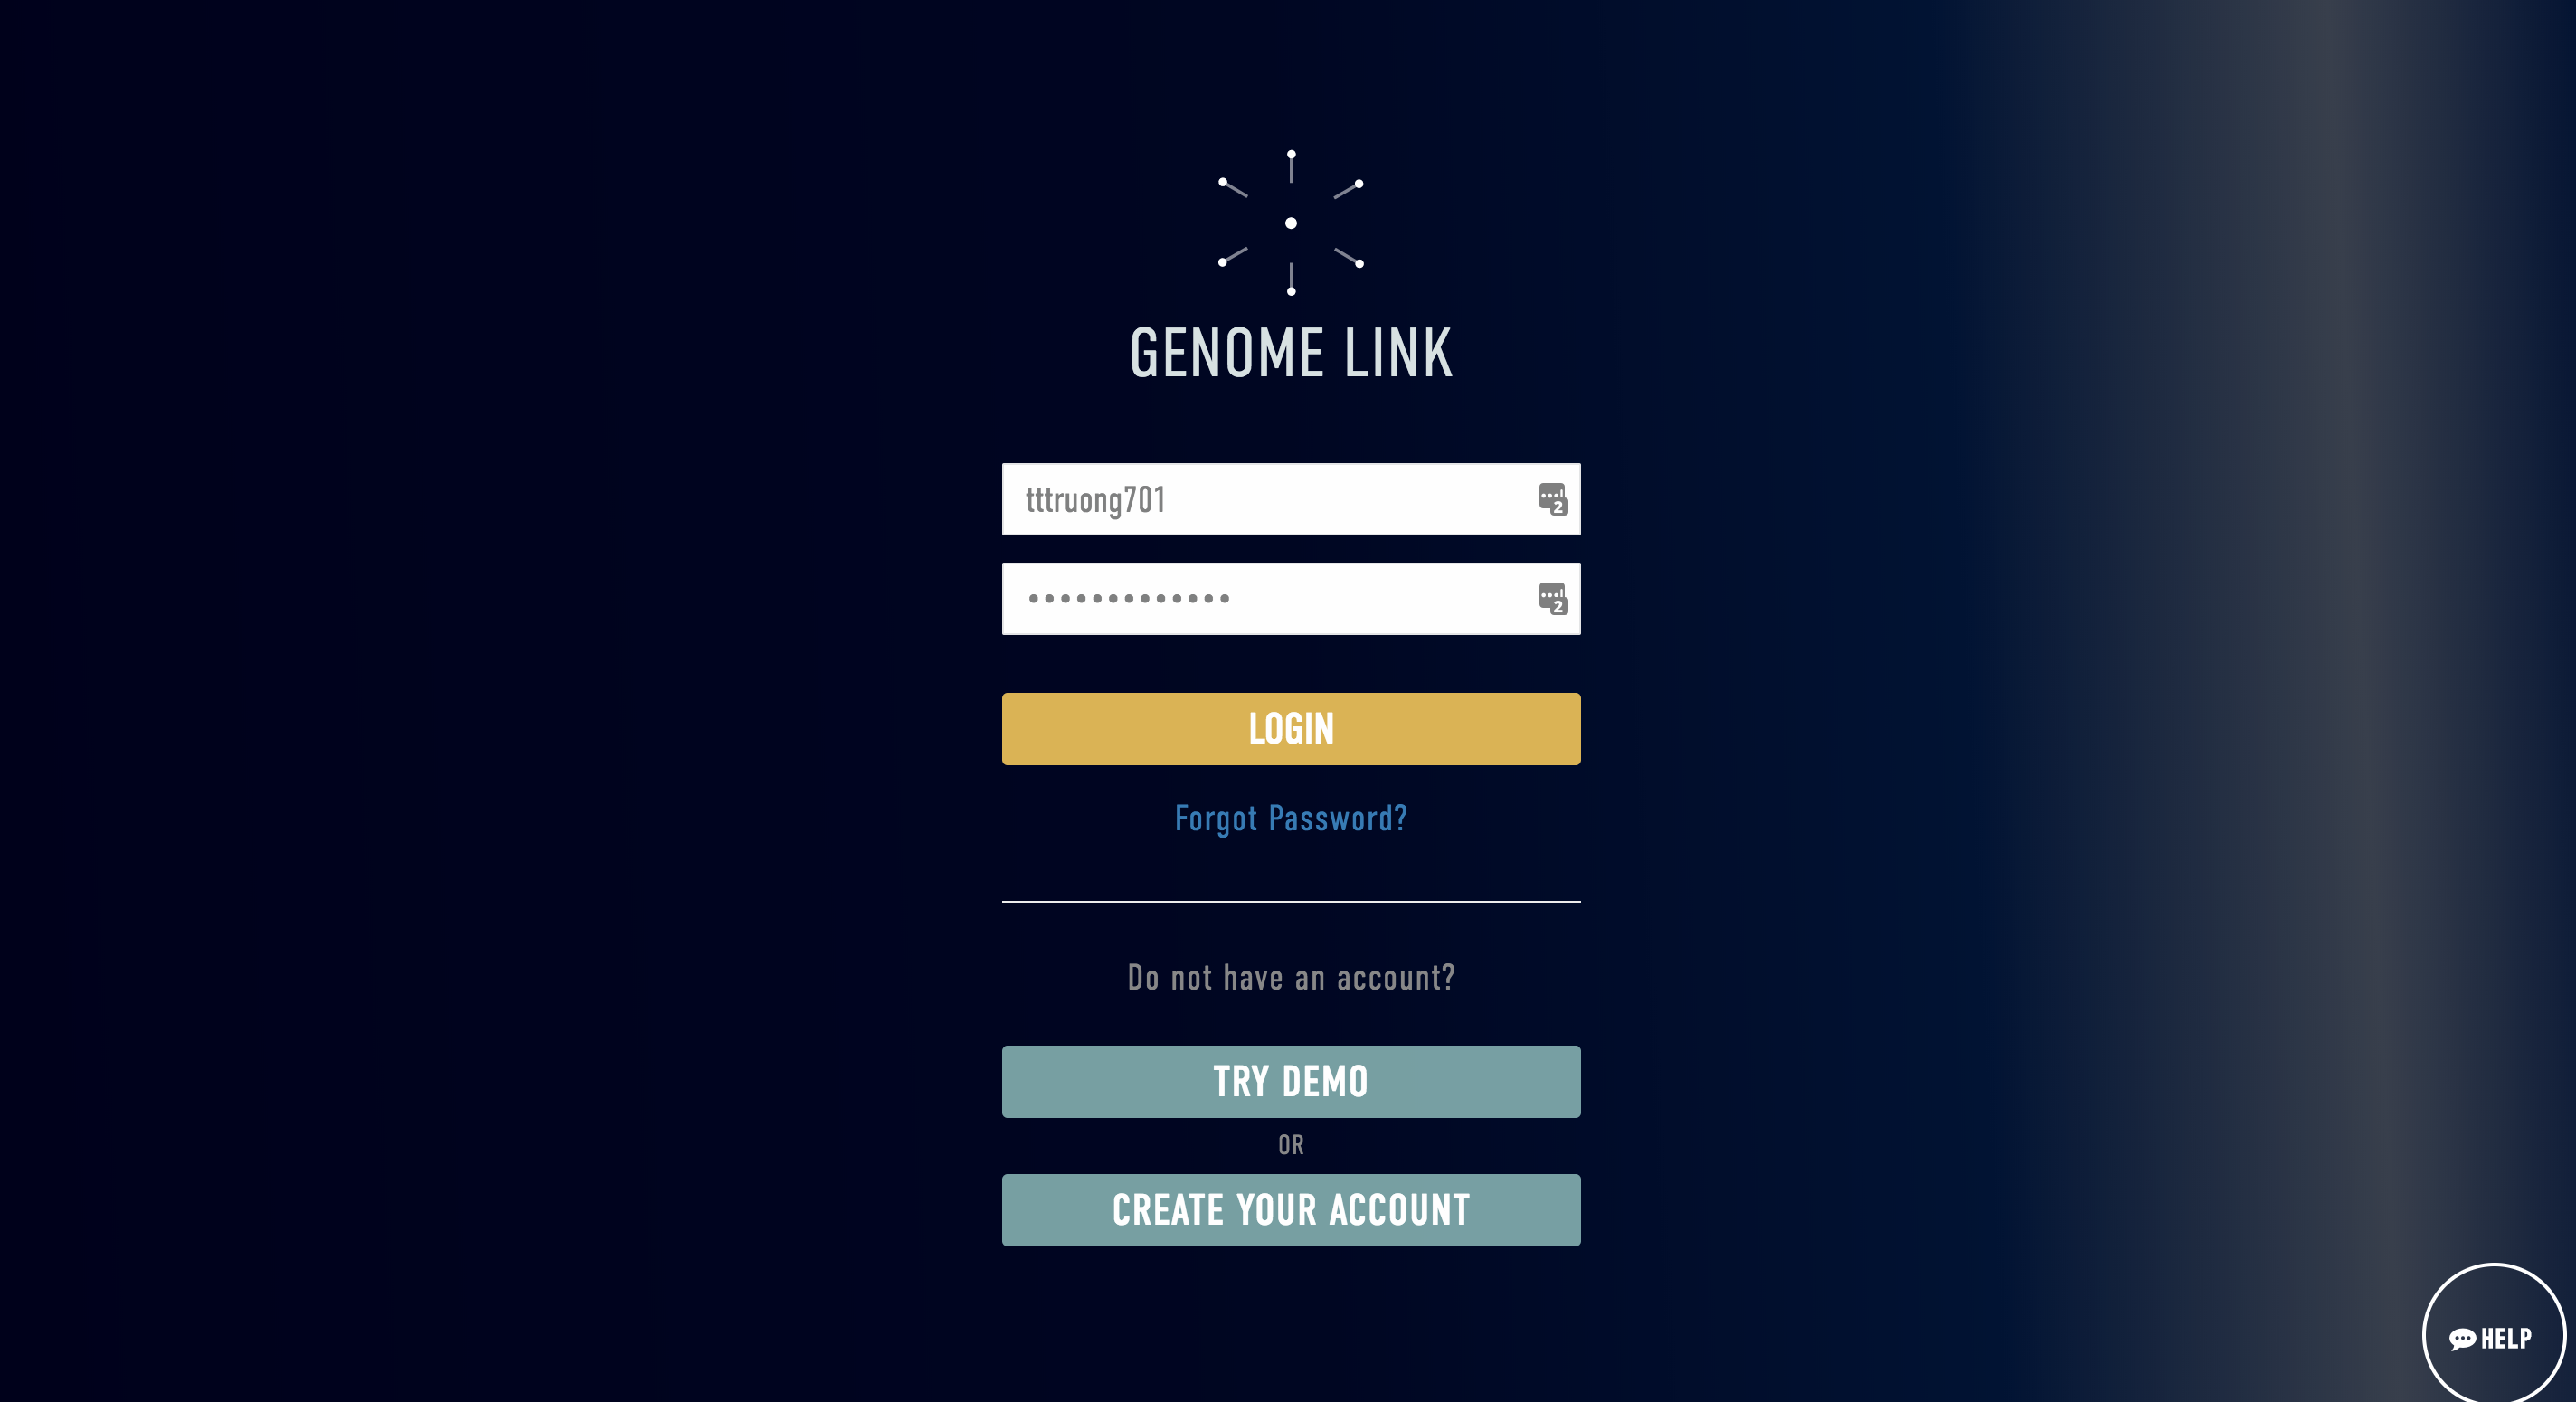 GENOME LINK
tttruong701
•••••••••••••
LOGIN
Forgot Password?
Do not have an account?
TRY DEMO
OR
CREATE YOUR ACCOUNT
HELP